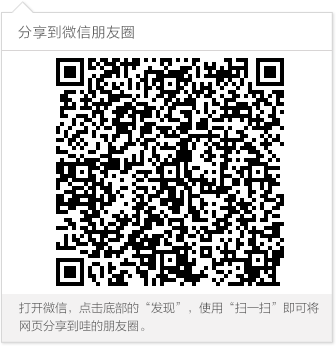 分享到微信朋友圈
打开微信，点击底部的“发现”，使用“扫一扫”即可将
网页分享到哇的朋友圈。